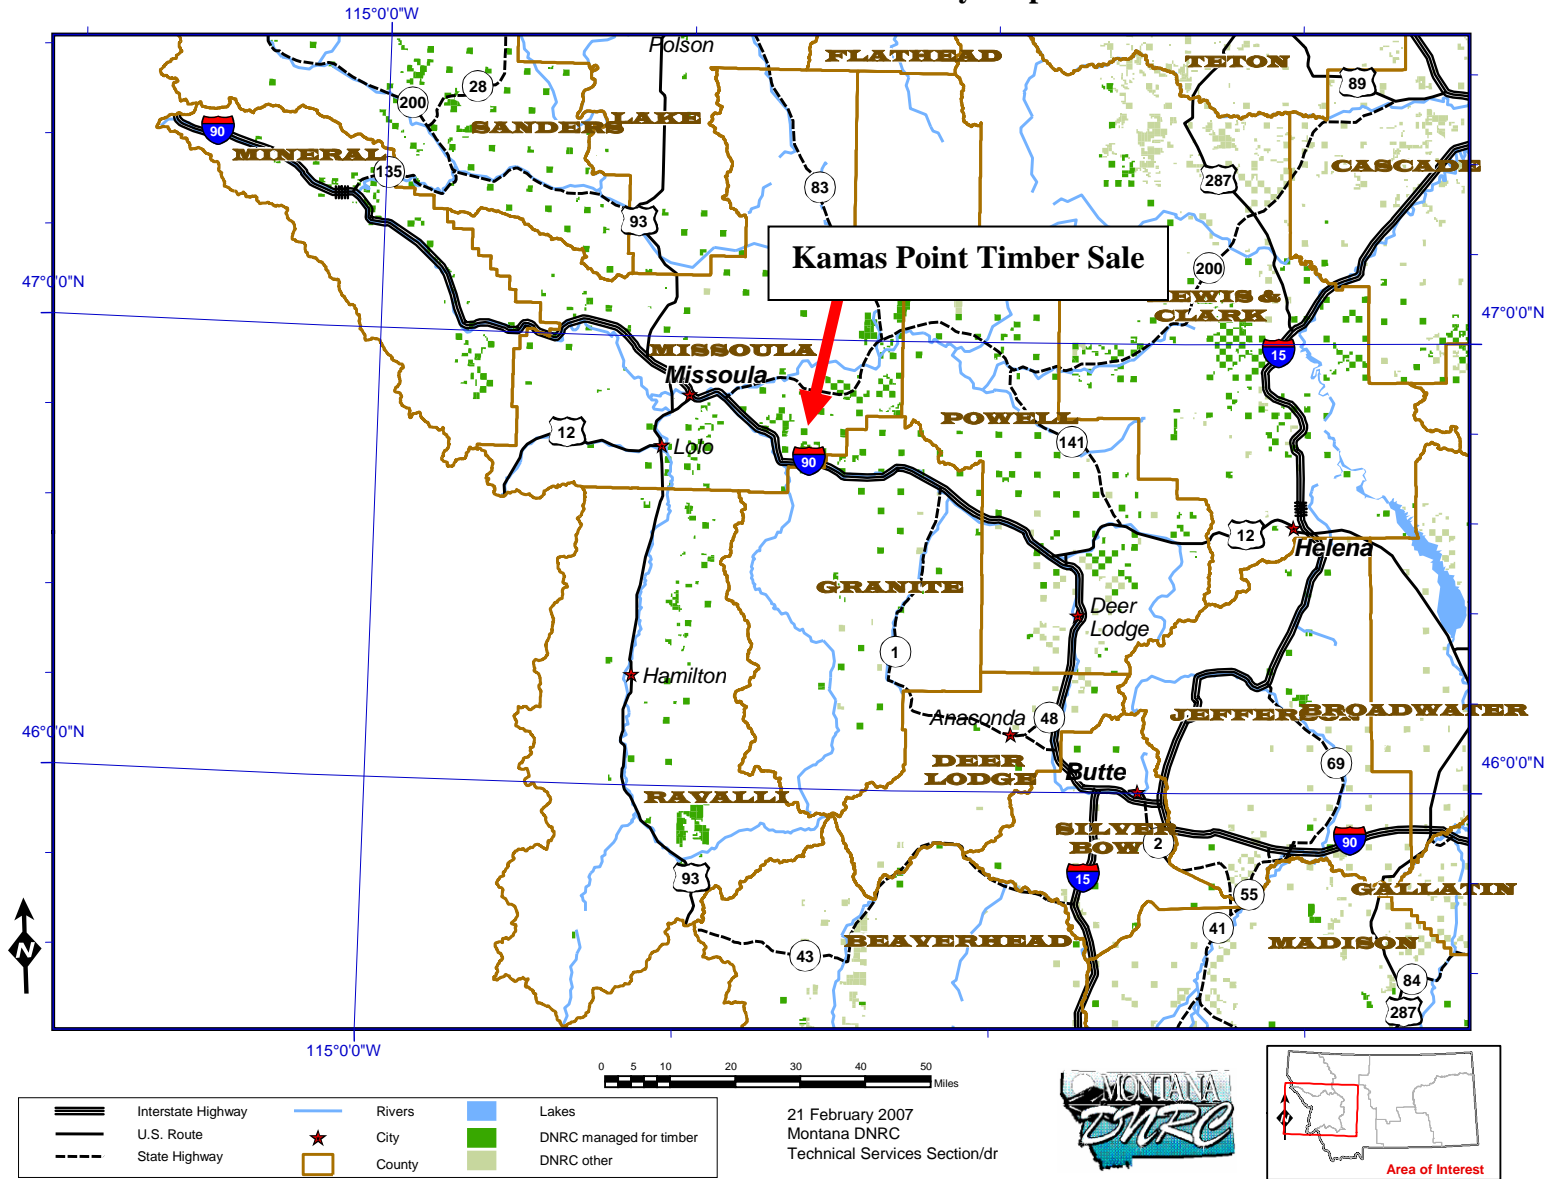 115°0'0"W
Polson
FLATHEAD
TETON
89
28
200
LAKE
SANDERS
90
MINERAL
135
CASCADE
287
83
93
Kamas Point Timber Sale
200
47°0'0"N
47°0'0"N
LEWIS &
CLARK
MISSOULA
15
Missoula
POWELL
12
Lolo
141
90
12
Helena
GRANITE
Deer
Lodge
1
Hamilton
Anaconda
48
JEFFERSON
BROADWATER
46°0'0"N
46°0'0"N
DEER
LODGE
Butte
69
RAVALLI
SILVER
BOW
2
90
93
15
55
GALLATIN
41
BEAVERHEAD
MADISON
43
84
287
N
115°0'0"W
0 5 10 20 30 40 50
Miles
Interstate Highway
Rivers
Lakes
U.S. Route
City
DNRC managed for timber
State Highway
County
DNRC other
21 February 2007
Montana DNRC
Technical Services Section/dr
MONTANA
DNRC
N
Area of Interest